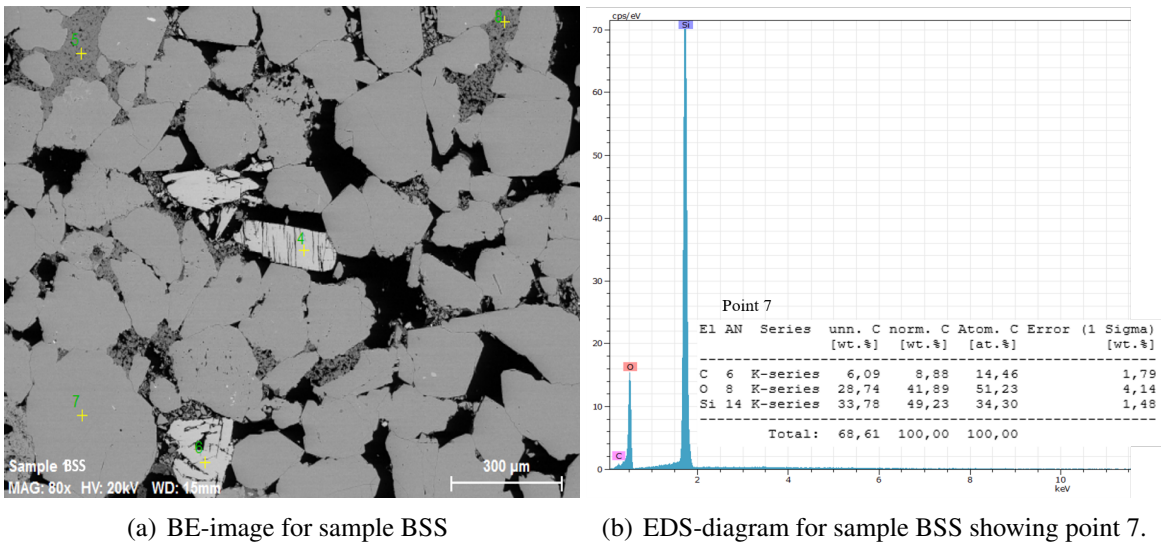 5
4
7
6
Sample BSS
MAG: 80x HV: 20kV WD: 15mm
300 µm
cps/eV
Si
70
60
50
40
20
10
0
O
C
2
4
6
8
10
keV
Point 7
El AN Series unn. C norm. C Atom. C Error (1 Sigma)
[wt.%] [wt.%] [at.%] [wt.%]
C 6 K-series 6,09 8,88 14,46 1,79
O 8 K-series 28,74 41,89 51,23 4,14
Si 14 K-series 33,78 49,23 34,30 1,48
Total: 68,61 100,00 100,00
(a) BE-image for sample BSS
(b) EDS-diagram for sample BSS showing point 7.